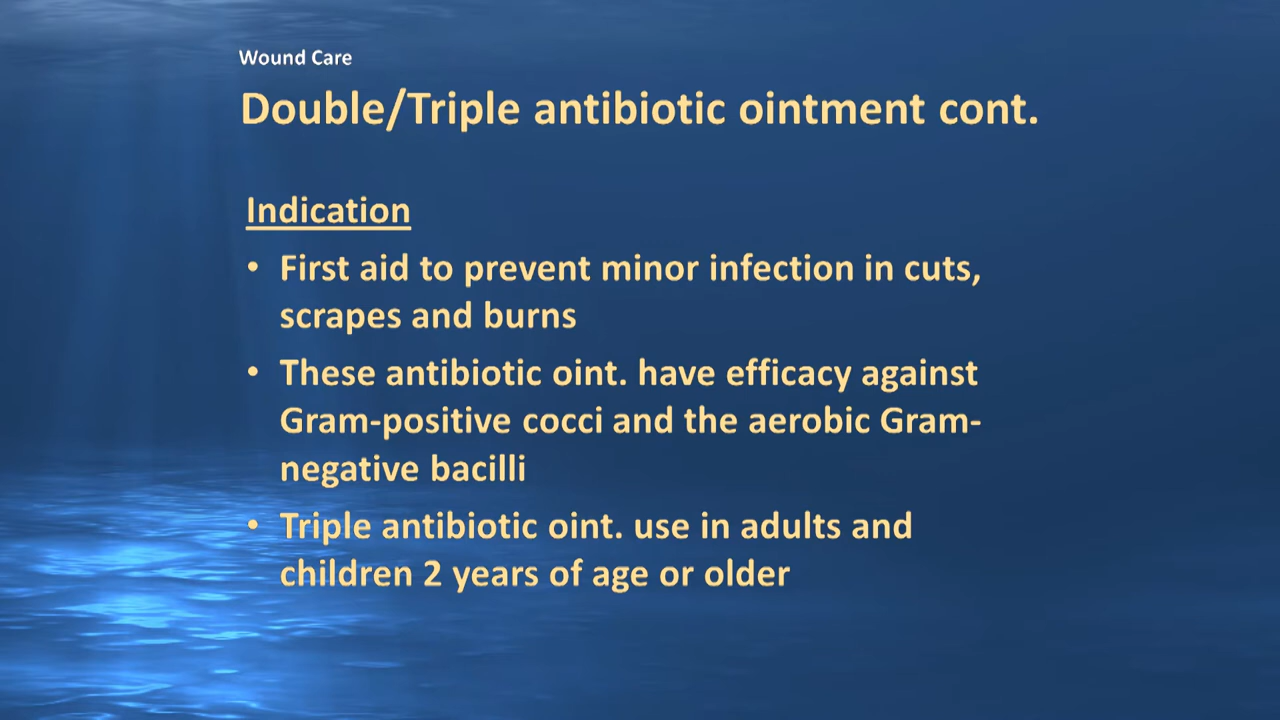 Wound Care
Double/Triple antibiotic ointment cont.
Indication
• First aid to prevent minor infection in cuts,
scrapes and burns
• These antibiotic oint. have efficacy against
Gram-positive cocci and the aerobic Gram-
negative bacilli
• Triple antibiotic oint. use in adults and
children 2 years of age or older